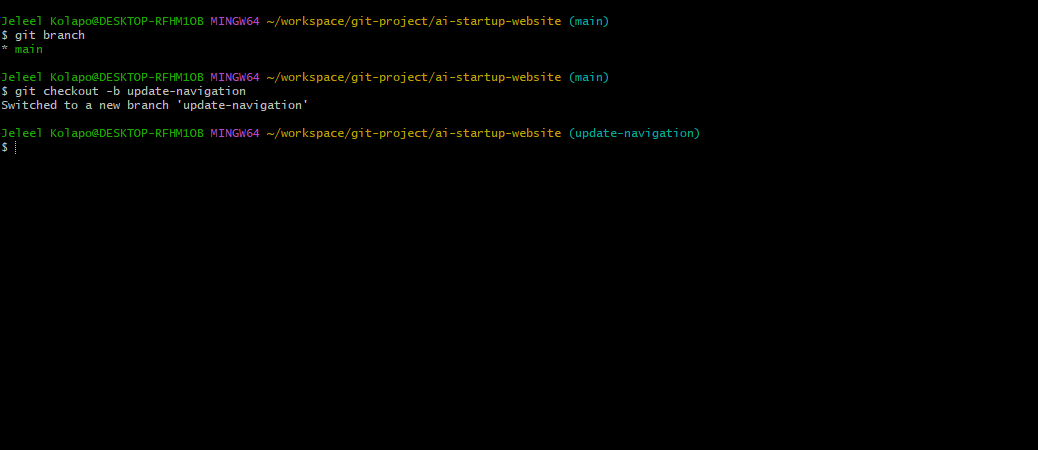 Jeleel Kolapo@DESKTOP-RFHM1OB MINGW64 ~/workspace/git-project/ai-startup-website (main)
$ git branch
* main
Jeleel Kolapo@DESKTOP-RFHM1OB MINGW64 ~/workspace/git-project/ai-startup-website (main)
$ git checkout -b update-navigation
Switched to a new branch 'update-navigation'
Jeleel Kolapo@DESKTOP-RFHM1OB MINGW64 ~/workspace/git-project/ai-startup-website (update-navigation)
$